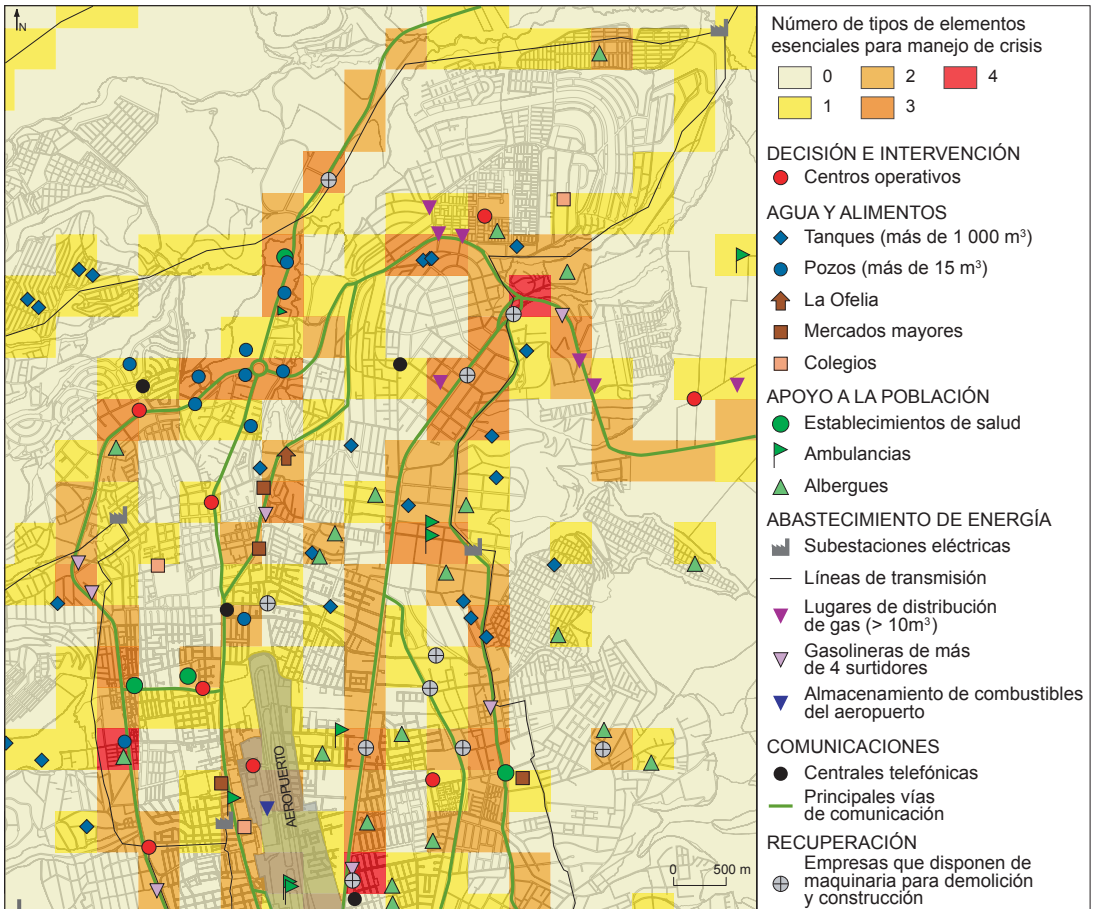 N
AEROPUERTO
0 500 m
Número de tipos de elementos
esenciales para manejo de crisis
0
2
4
1
3
DECISIÓN E INTERVENCIÓN
Centros operativos
AGUA Y ALIMENTOS
Tanques (más de 1 000 m³)
Pozos (más de 15 m³)
La Ofelia
Mercados mayores
Colegios
APOYO A LA POBLACIÓN
Establecimientos de salud
Ambulancias
Albergues
ABASTECIMIENTO DE ENERGÍA
Subestaciones eléctricas
Líneas de transmisión
Lugares de distribución
de gas (> 10m³)
Gasolineras de más
de 4 surtidores
Almacenamiento de combustibles
del aeropuerto
COMUNICACIONES
Centrales telefónicas
Principales vías
de comunicación
RECUPERACIÓN
Empresas que disponen de
maquinaria para demolición
y construcción